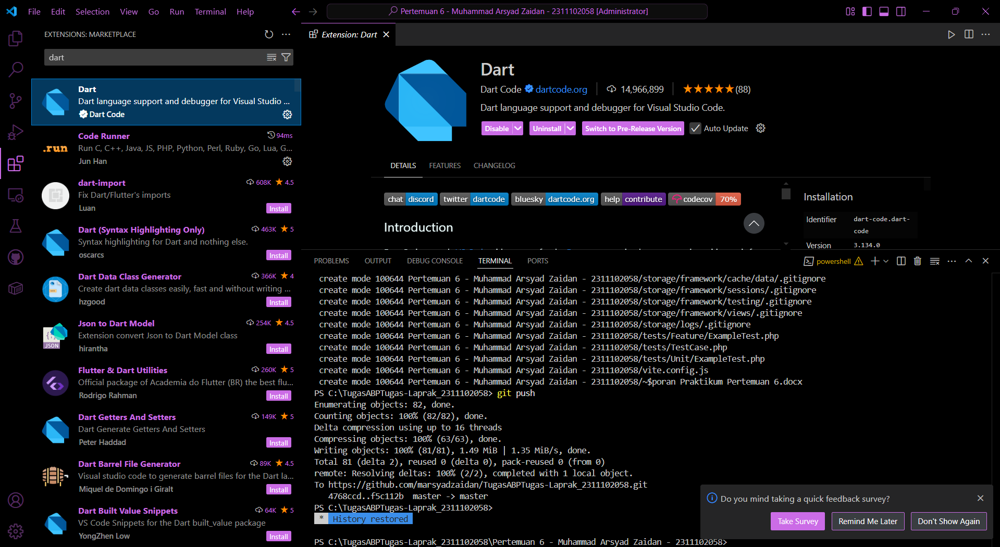 File Edit Selection View Go Run Terminal Help
Pertemuan 6 - Muhammad Arsyad Zaidan - 2311102058 [Administrator]
EXTENSIONS: MARKETPLACE
dart
Dart
Dart language support and debugger for Visual Studio ...
Dart Code
Code Runner 94ms
Run C, C++, Java, JS, PHP, Python, Perl, Ruby, Go, Lua, G...
Jun Han
dart-import 608K 4.5
Fix Dart/Flutter's imports
Luan Install
Dart (Syntax Highlighting Only) 463K 5
Syntax highlighting for Dart and nothing else.
oscarcs Install
Dart Data Class Generator 366K 4
Create dart data classes easily, fast and without writing ...
hzgood Install
JSON
Json to Dart Model 254K 4.5
Extension convert Json to Dart Model class
hirantha Install
Flutter & Dart Utilities 260K 5
Official package of Academia do Flutter (BR) the best flu...
Rodrigo Rahman Install
Dart Getters And Setters 149K 5
Dart Generate Getters And Setters
Peter Haddad Install
Dart Barrel File Generator 89K 4.5
Visual studio code to generate barrel files for the Dart la...
Miquel de Domingo i Giralt Install
Dart Built Value Snippets 64K 5
VS Code Snippets for the Dart built_value package
YongZhen Low Install
.run
Extension: Dart
Dart
Dart Code dartcode.org 14,966,899 (88)
Dart language support and debugger for Visual Studio Code.
Disable Uninstall Switch to Pre-Release Version Auto Update
DETAILS FEATURES CHANGELOG
chat discord twitter dartcode bluesky dartcode.org help contribute codecov 70%
Introduction
Installation
Identifier dart-code.dart-
code
Version 3.134.0
PROBLEMS OUTPUT DEBUG CONSOLE TERMINAL PORTS powershell
create mode 100644 Pertemuan 6 - Muhammad Arsyad Zaidan - 2311102058/storage/framework/cache/data/.gitignore
create mode 100644 Pertemuan 6 - Muhammad Arsyad Zaidan - 2311102058/storage/framework/sessions/.gitignore
create mode 100644 Pertemuan 6 - Muhammad Arsyad Zaidan - 2311102058/storage/framework/testing/.gitignore
create mode 100644 Pertemuan 6 - Muhammad Arsyad Zaidan - 2311102058/storage/framework/views/.gitignore
create mode 100644 Pertemuan 6 - Muhammad Arsyad Zaidan - 2311102058/storage/logs/.gitignore
create mode 100644 Pertemuan 6 - Muhammad Arsyad Zaidan - 2311102058/tests/Feature/ExampleTest.php
create mode 100644 Pertemuan 6 - Muhammad Arsyad Zaidan - 2311102058/tests/TestCase.php
create mode 100644 Pertemuan 6 - Muhammad Arsyad Zaidan - 2311102058/tests/Unit/ExampleTest.php
create mode 100644 Pertemuan 6 - Muhammad Arsyad Zaidan - 2311102058/vite.config.js
create mode 100644 Pertemuan 6 - Muhammad Arsyad Zaidan - 2311102058/~$poran Praktikum Pertemuan 6.docx
PS C:\TugasABPTugas-Laprak_2311102058> git push
Enumerating objects: 82, done.
Counting objects: 100% (82/82), done.
Delta compression using up to 16 threads
Compressing objects: 100% (63/63), done.
Writing objects: 100% (81/81), 1.49 MiB | 1.35 MiB/s, done.
Total 81 (delta 2), reused 0 (delta 0), pack-reused 0 (from 0)
remote: Resolving deltas: 100% (2/2), completed with 1 local object.
To https://github.com/marsyadzaidan/TugasABPTugas-Laprak_2311102058.git
4768ccd..f5c112b master -> master
PS C:\TugasABPTugas-Laprak_2311102058>
* History restored
PS C:\TugasABPTugas-Laprak_2311102058\Pertemuan 6 - Muhammad Arsyad Zaidan - 2311102058>
Do you mind taking a quick feedback survey?
Take Survey Remind Me Later Don't Show Again